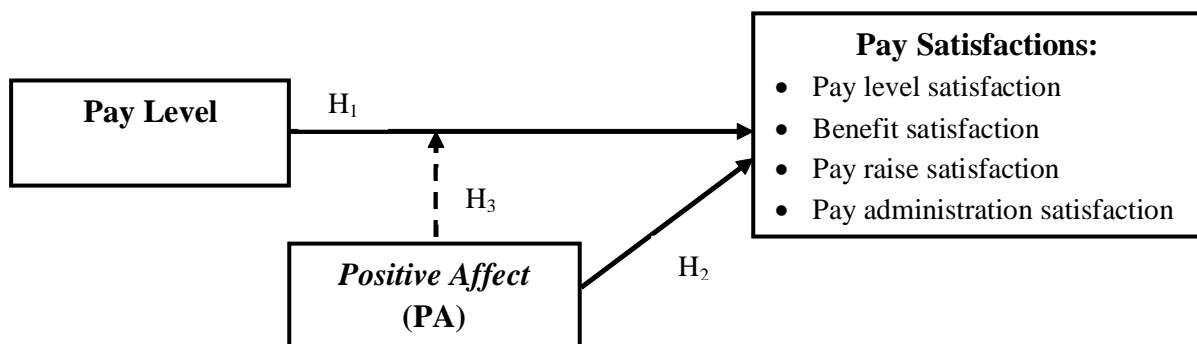 Pay Satisfactions:
• Pay level satisfaction
• Benefit satisfaction
• Pay raise satisfaction
• Pay administration satisfaction
Pay Level
H₁
H₃
Positive Affect
(PA)
H₂